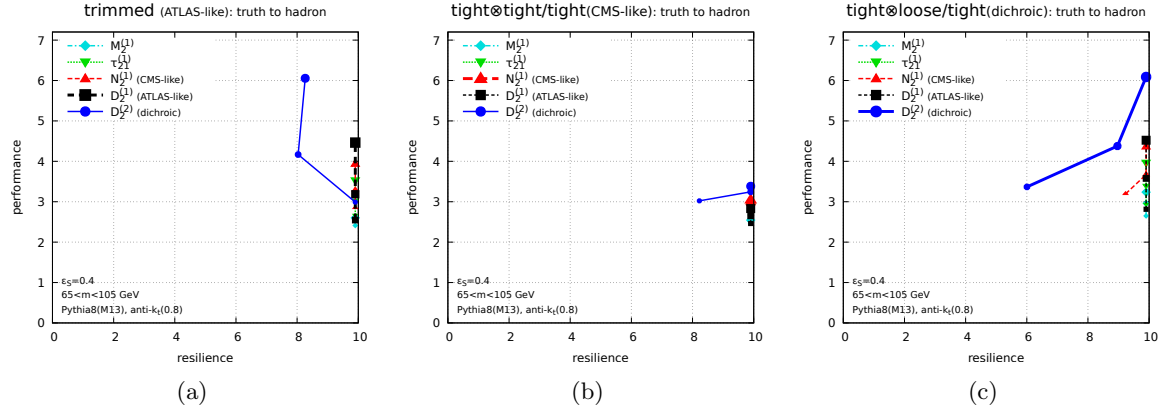 trimmed (ATLAS-like): truth to hadron
performance
7
6
5
4
3
2
1
0
M₂⁽¹⁾
τ₂₁⁽¹⁾
N₂⁽¹⁾ (CMS-like)
D₂⁽¹⁾ (ATLAS-like)
D₂⁽²⁾ (dichroic)
εS=0.4
65<m<105 GeV
Pythia8(M13), anti-kt(0.8)
0 2 4 6 8 10
resilience
(a)
tight⊗tight/tight(CMS-like): truth to hadron
performance
7
6
5
4
3
2
1
0
M₂⁽¹⁾
τ₂₁⁽¹⁾
N₂⁽¹⁾ (CMS-like)
D₂⁽¹⁾ (ATLAS-like)
D₂⁽²⁾ (dichroic)
εS=0.4
65<m<105 GeV
Pythia8(M13), anti-kt(0.8)
0 2 4 6 8 10
resilience
(b)
tight⊗loose/tight(dichroic): truth to hadron
performance
7
6
5
4
3
2
1
0
M₂⁽¹⁾
τ₂₁⁽¹⁾
N₂⁽¹⁾ (CMS-like)
D₂⁽¹⁾ (ATLAS-like)
D₂⁽²⁾ (dichroic)
εS=0.4
65<m<105 GeV
Pythia8(M13), anti-kt(0.8)
0 2 4 6 8 10
resilience
(c)